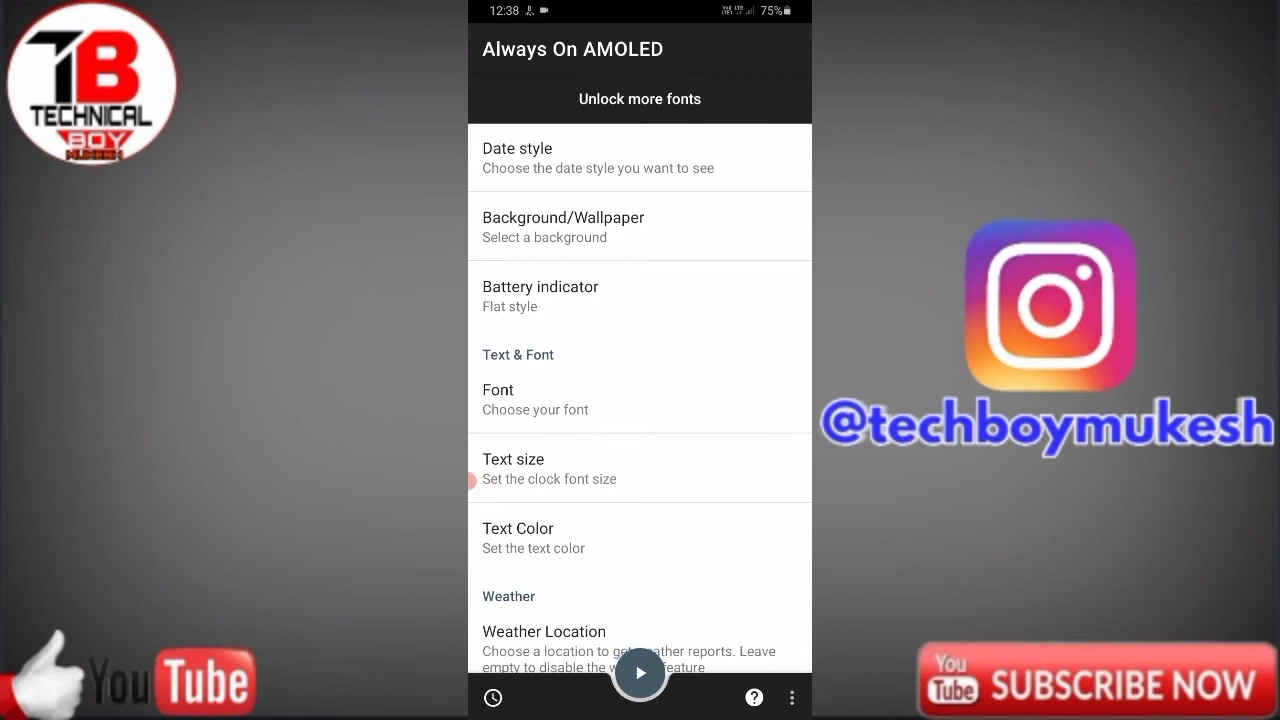 TB
TECHNICAL
BOY
MUKESH
12:38
75%
Always On AMOLED
Unlock more fonts
Date style
Choose the date style you want to see
Background/Wallpaper
Select a background
Battery indicator
Flat style
Text & Font
Font
Choose your font
Text size
Set the clock font size
Text Color
Set the text color
Weather
Weather Location
Choose a location to get weather reports. Leave
empty to disable the feature
@techboymukesh
You Tube
You Tube SUBSCRIBE NOW